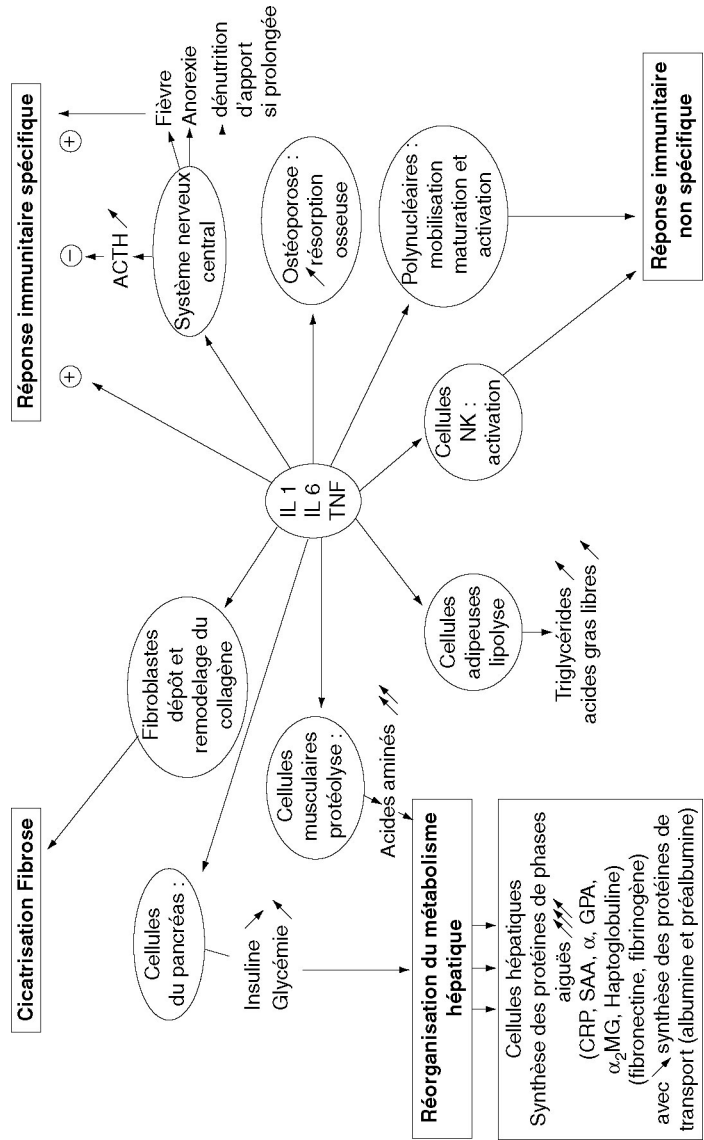 Cicatrisation Fibrose
Réponse immunitaire spécifique
+
−
+
ACTH
Fièvre
Anorexie
dénutrition
d'apport
si prolongée
Fibroblastes
dépôt et
remodelage du
collagène
Système nerveux
central
Cellules
du pancréas :
Insuline
Glycémie
IL 1
IL 6
TNF
Ostéoporose :
résorption
osseuse
Cellules
musculaires
protéolyse :
Acides aminés
Polynucléaires :
mobilisation
maturation et
activation
Réorganisation du métabolisme
hépatique
Cellules
adipeuses
lipolyse
Cellules
NK :
activation
Triglycérides
acides gras libres
Cellules hépatiques
Synthèse des protéines de phases
aiguës
(CRP, SAA, α, GPA,
α₂MG, Haptoglobuline)
(fibronectine, fibrinogène)
avec synthèse des protéines de
transport (albumine et préalbumine)
Réponse immunitaire
non spécifique